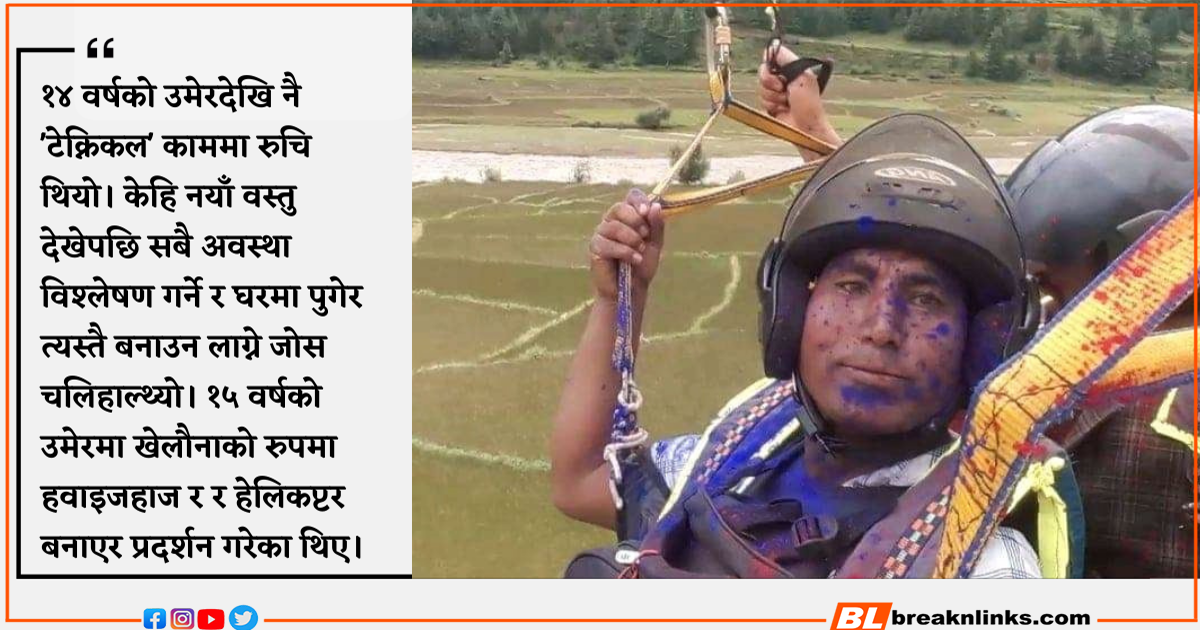 “
१४ वर्षको उमेरदेखि नै
'टेक्निकल' काममा रुचि
थियो। केहि नयाँ वस्तु
देखेपछि सबै अवस्था
विश्लेषण गर्ने र घरमा पुगेर
त्यस्तै बनाउन लाग्ने जोस
चलिहाल्थ्यो। १५ वर्षको
उमेरमा खेलौनाको रुपमा
हवाइजहाज र र हेलिकप्टर
बनाएर प्रदर्शन गरेका थिए।
BL breaknlinks.com